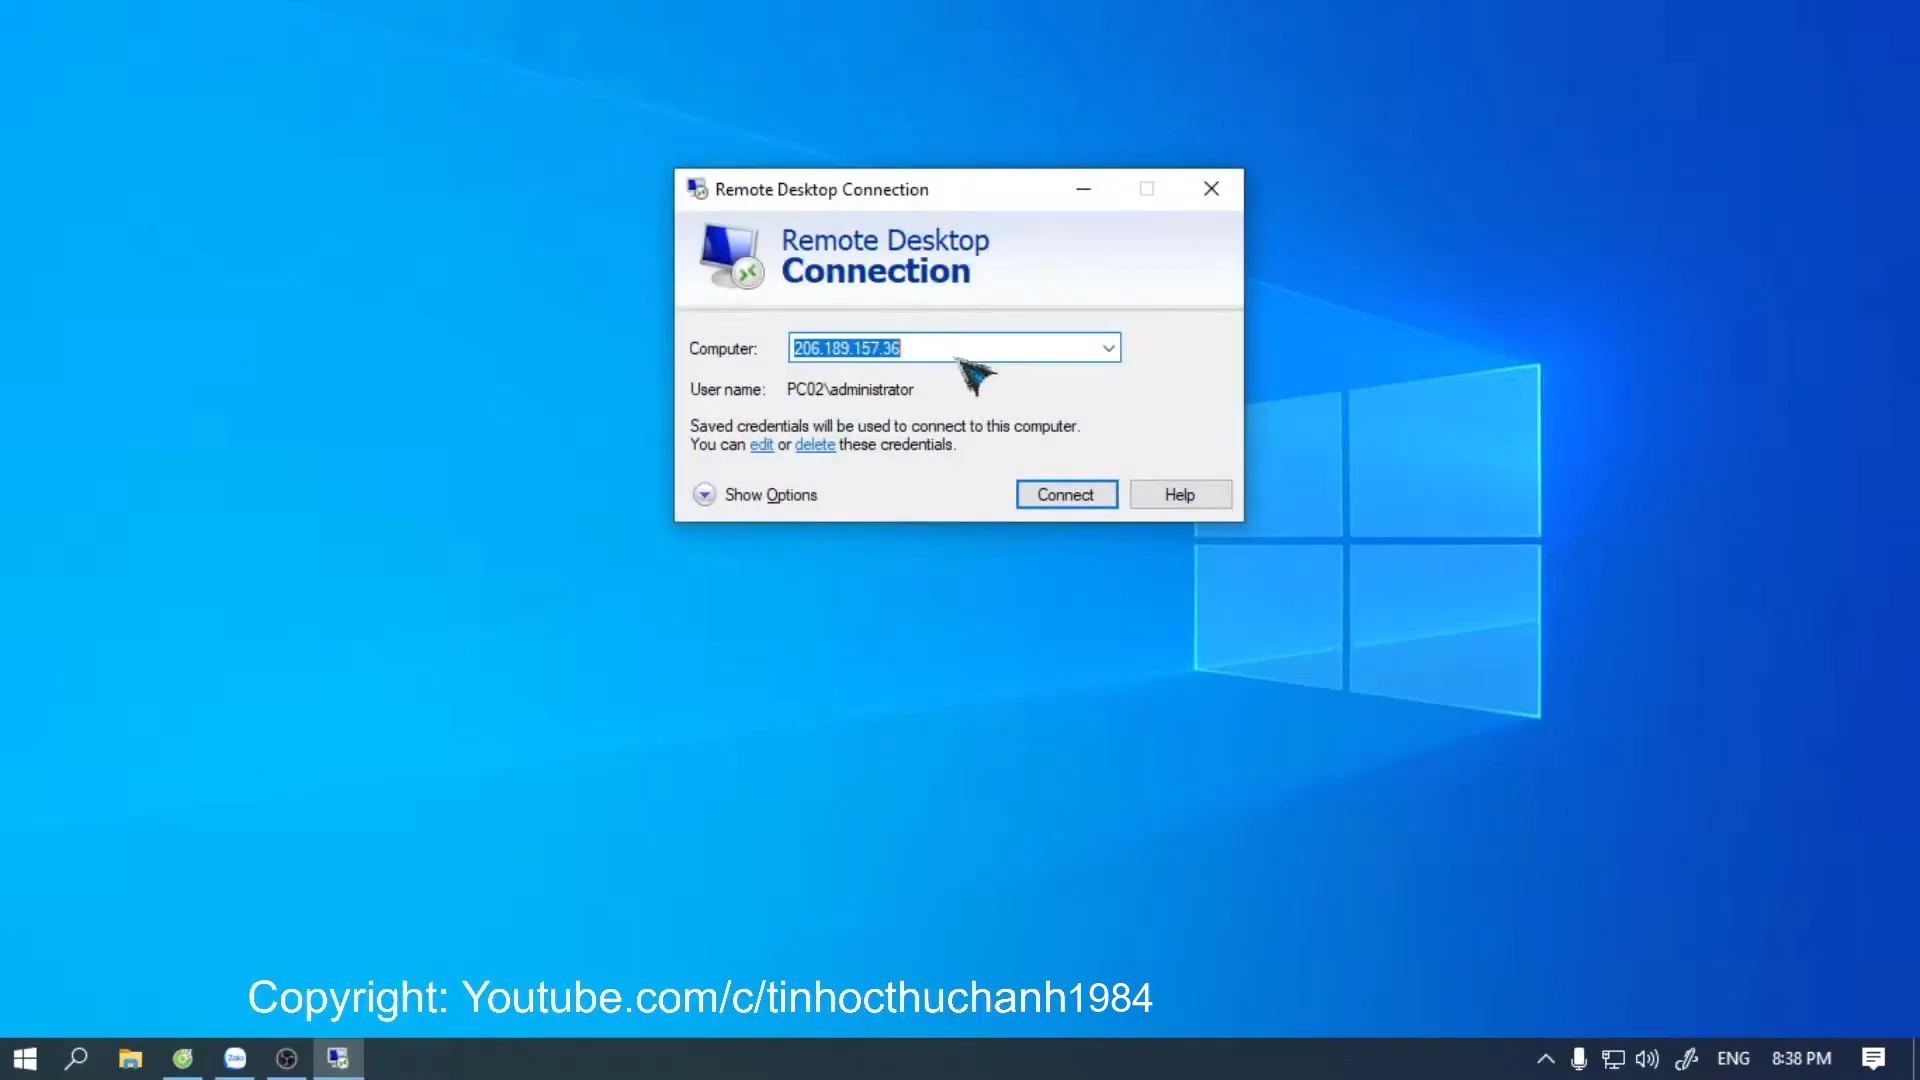 Remote Desktop Connection
Remote Desktop
Connection
Computer: 206.189.157.36
User name: PC02\administrator
Saved credentials will be used to connect to this computer.
You can edit or delete these credentials.
Show Options Connect Help
Copyright: Youtube.com/c/tinhocthuchanh1984
Zalo ENG 8:38 PM